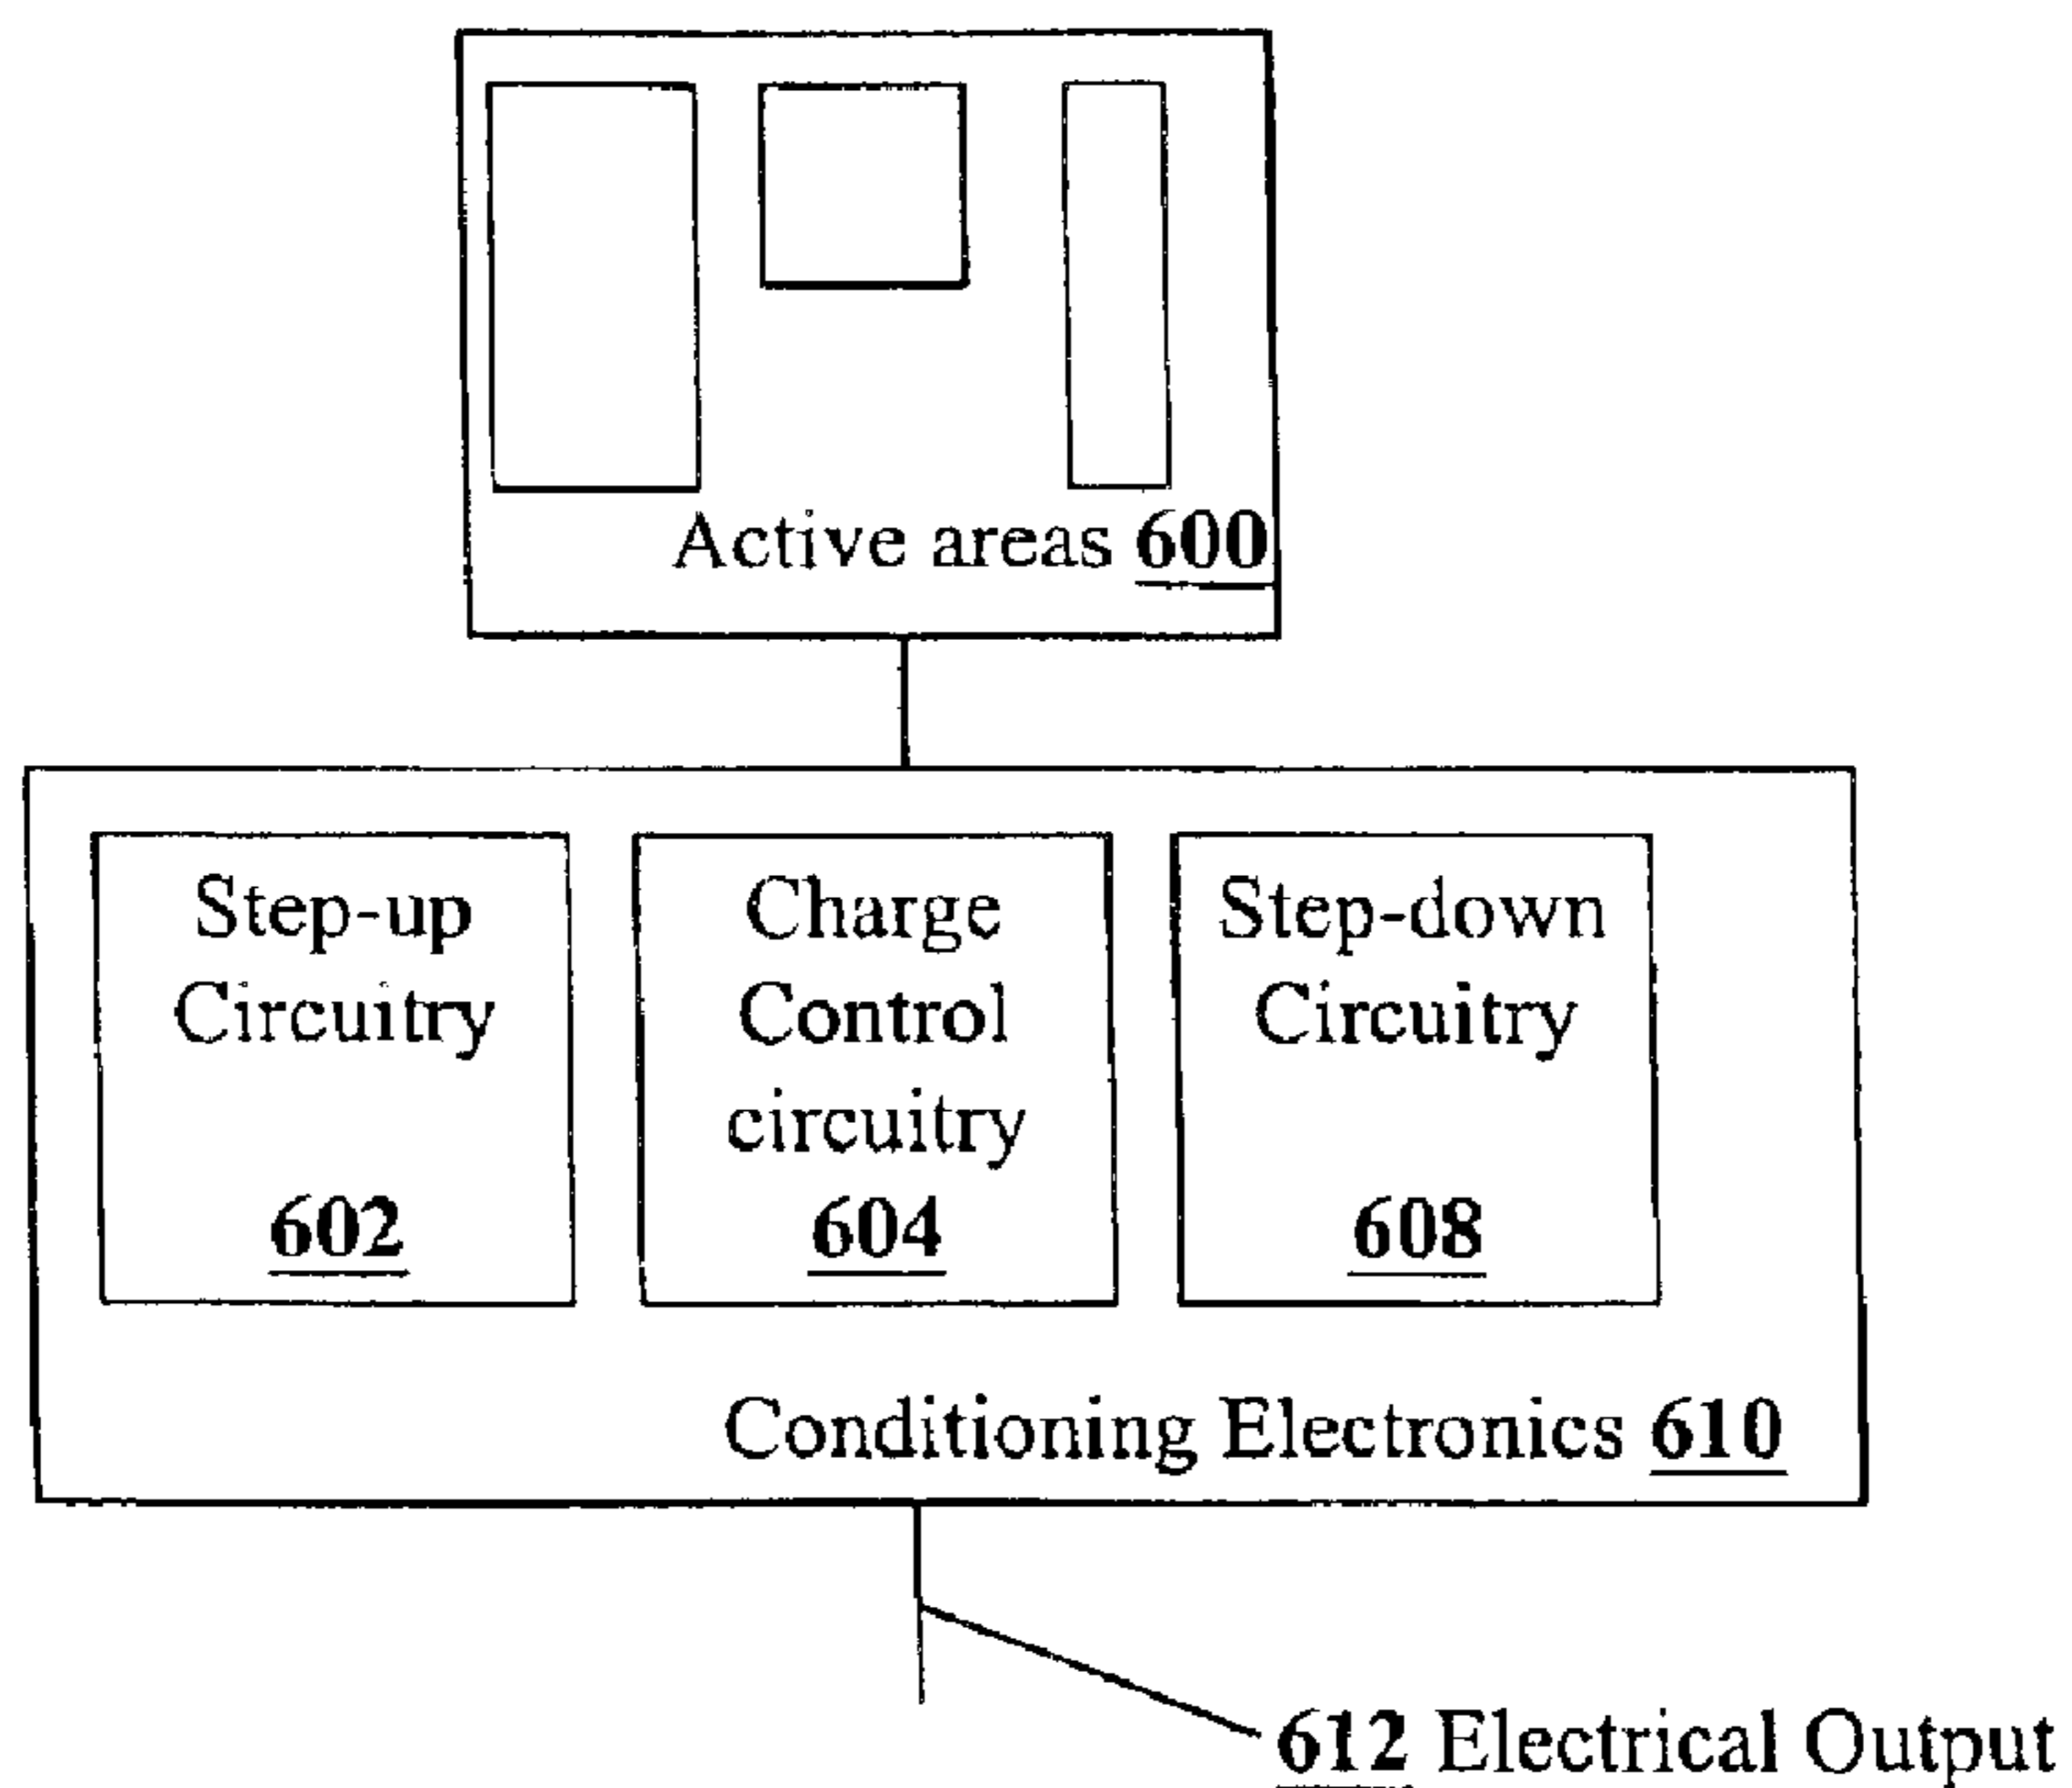 Active areas 600
Step-up
Circuitry
602
Charge
Control
circuitry
604
Step-down
Circuitry
608
Conditioning Electronics 610
612 Electrical Output